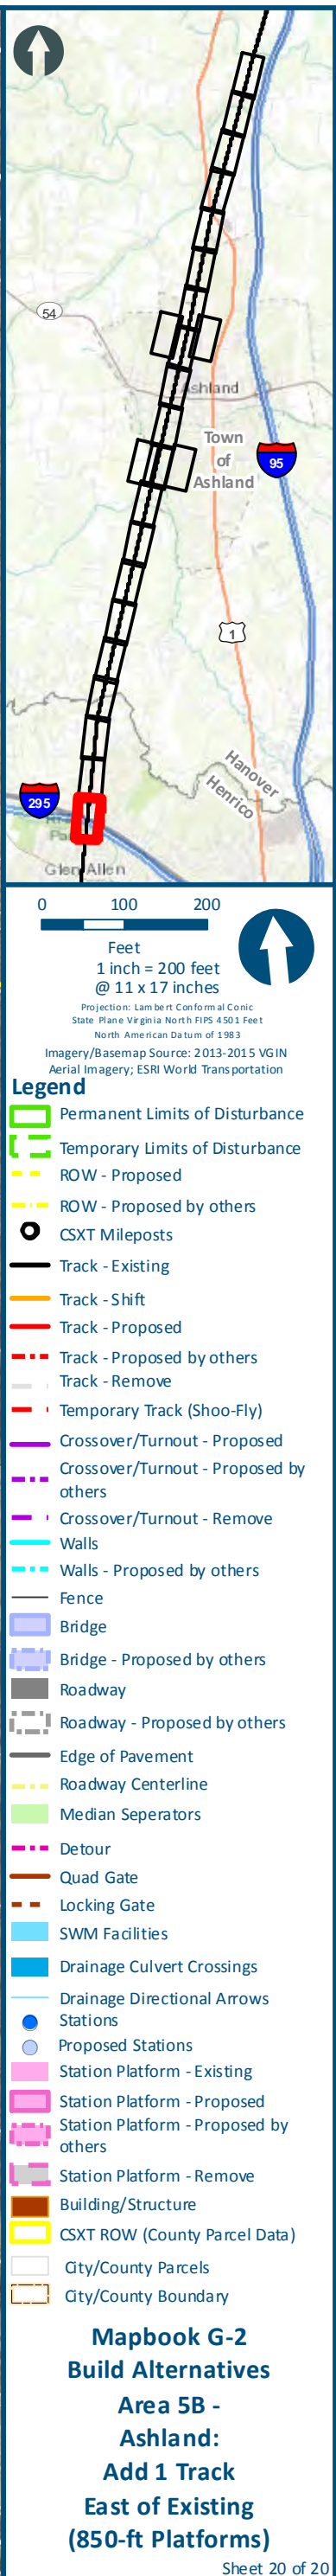 54
Ashland
Town
of
Ashland
95
1
Hanover
Henrico
295
Glen Allen
0 100 200
Feet
1 inch = 200 feet
@ 11 x 17 inches
Projection: Lambert Conformal Conic
State Plane Virginia North FIPS 4501 Feet
North American Datum of 1983
Imagery/Basemap Source: 2013-2015 VGIN
Aerial Imagery; ESRI World Transportation
Legend
Permanent Limits of Disturbance
Temporary Limits of Disturbance
ROW - Proposed
ROW - Proposed by others
CSXT Mileposts
Track - Existing
Track - Shift
Track - Proposed
Track - Proposed by others
Track - Remove
Temporary Track (Shoo-Fly)
Crossover/Turnout - Proposed
Crossover/Turnout - Proposed by
others
Crossover/Turnout - Remove
Walls
Walls - Proposed by others
Fence
Bridge
Bridge - Proposed by others
Roadway
Roadway - Proposed by others
Edge of Pavement
Roadway Centerline
Median Seperators
Detour
Quad Gate
Locking Gate
SWM Facilities
Drainage Culvert Crossings
Drainage Directional Arrows
Stations
Proposed Stations
Station Platform - Existing
Station Platform - Proposed
Station Platform - Proposed by
others
Station Platform - Remove
Building/Structure
CSXT ROW (County Parcel Data)
City/County Parcels
City/County Boundary
Mapbook G-2
Build Alternatives
Area 5B -
Ashland:
Add 1 Track
East of Existing
(850-ft Platforms)
Sheet 20 of 20